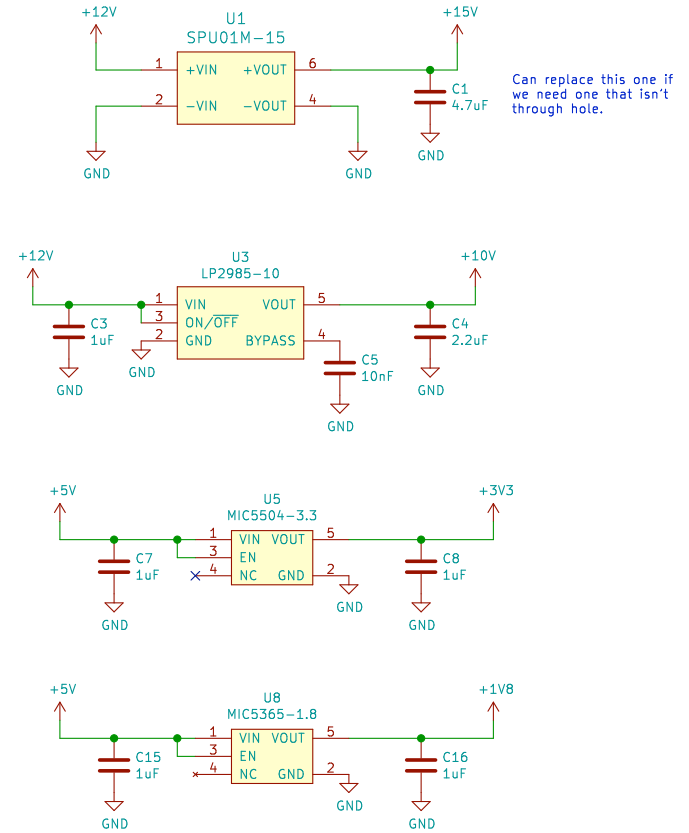 +12V
U1
SPU01M-15
+15V
1 +VIN +VOUT 6
2 -VIN -VOUT 4
C1
4.7uF
GND
GND
GND
Can replace this one if
we need one that isn't
through hole.
+12V
U3
LP2985-10
+10V
1 VIN VOUT 5
3 ON/OFF
2 GND BYPASS 4
C3
1uF
C4
2.2uF
C5
10nF
GND
GND
GND
GND
+5V
U5
MIC5504-3.3
+3V3
1 VIN VOUT 5
3 EN
4 NC GND 2
C7
1uF
C8
1uF
GND
GND
GND
+5V
U8
MIC5365-1.8
+1V8
1 VIN VOUT 5
3 EN
4 NC GND 2
C15
1uF
C16
1uF
GND
GND
GND